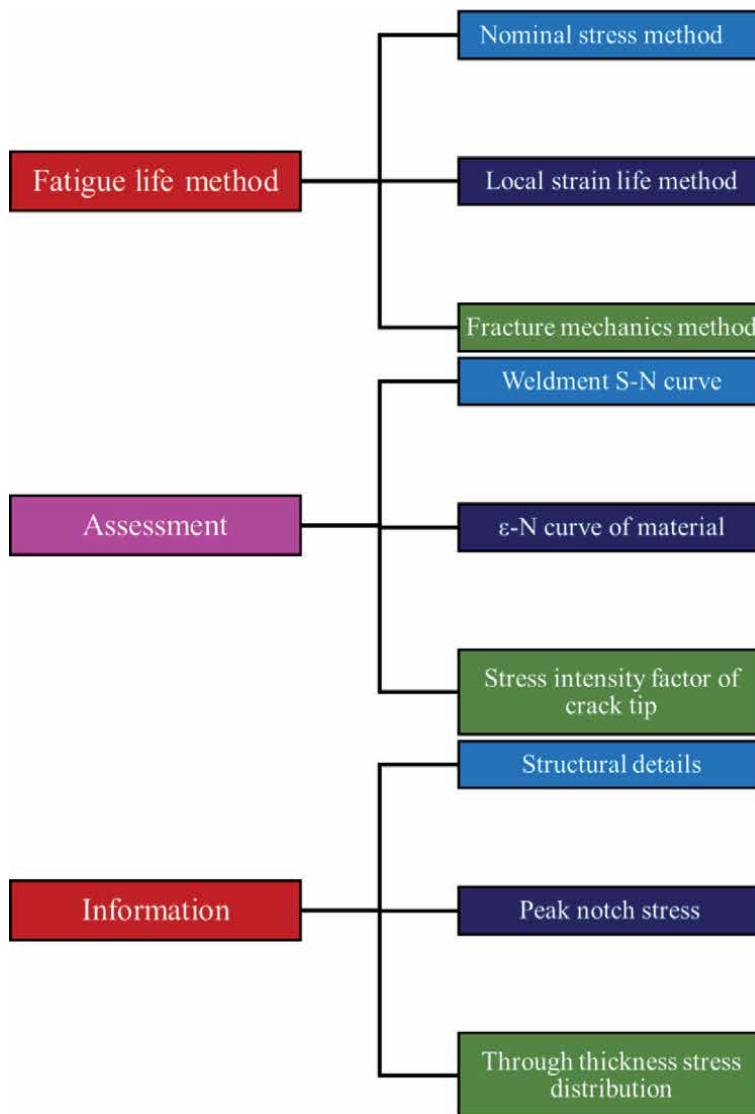 Nominal stress method
Fatigue life method
Local strain life method
Fracture mechanics method
Weldment S-N curve
Assessment
ε-N curve of material
Stress intensity factor of
crack tip
Structural details
Information
Peak notch stress
Through thickness stress
distribution